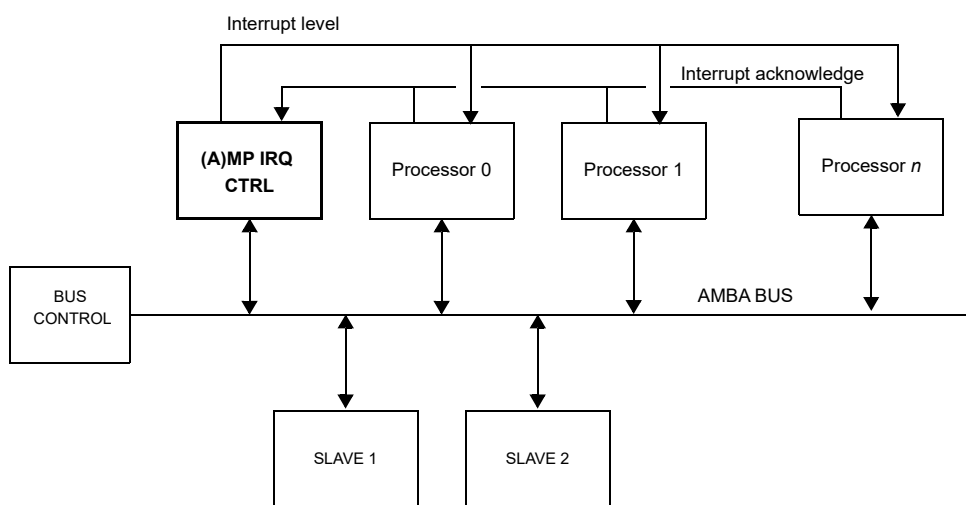 Interrupt level
Interrupt acknowledge
(A)MP IRQ
CTRL
Processor 0
Processor 1
Processor n
BUS
CONTROL
AMBA BUS
SLAVE 1
SLAVE 2